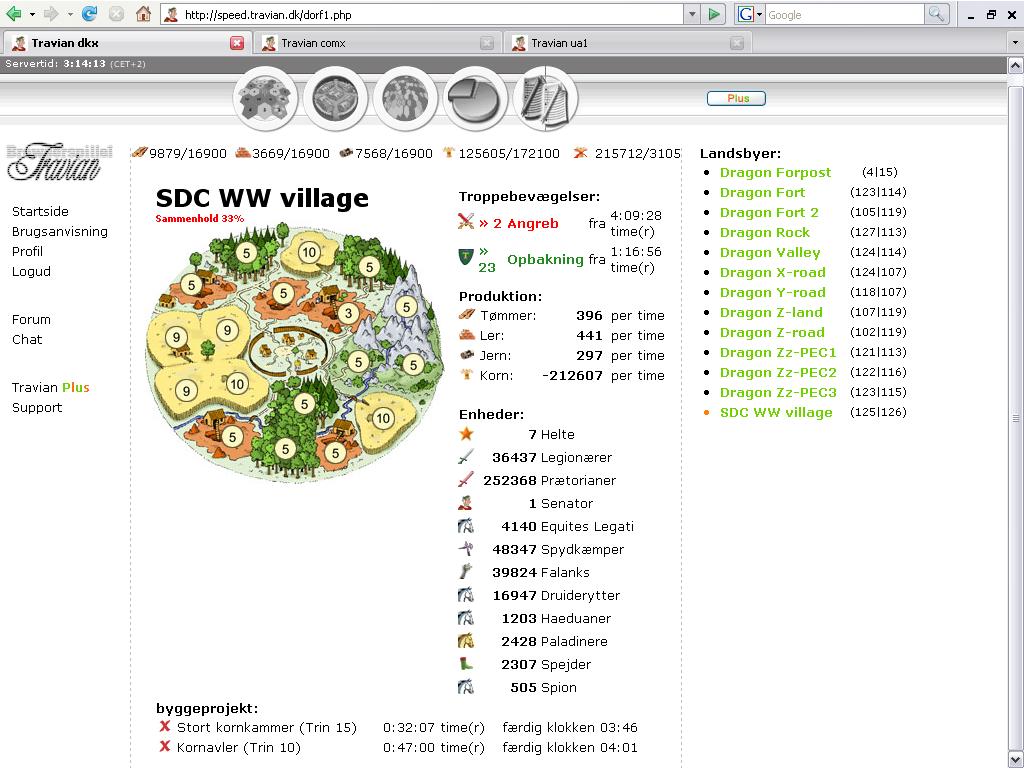 http://speed.travian.dk/dorf1.php
G Google
Travian dkx
Travian comx
Travian ua1
Servertid: 3:14:13 (CET+2)
Plus
Travian
9879/16900 3669/16900 7568/16900 125605/172100 215712/3105
Startside
Brugsanvisning
Profil
Logud
Forum
Chat
Travian Plus
Support
SDC WW village
Sammenhold 33%
5
10
5
5
5
5
3
9
9
5
5
9
10
5
10
5
5
5
Troppebevægelser:
» 2 Angreb fra 4:09:28 time(r)
» 23 Opbakning fra 1:16:56 time(r)
Produktion:
Tømmer: 396 per time
Ler: 441 per time
Jern: 297 per time
Korn: -212607 per time
Enheder:
7 Helte
36437 Legionærer
252368 Prætorianer
1 Senator
4140 Equites Legati
48347 Spydkæmper
39824 Falanks
16947 Druiderytter
1203 Haeduaner
2428 Paladinere
2307 Spejder
505 Spion
byggeprojekt:
X Stort kornkammer (Trin 15) 0:32:07 time(r) færdig klokken 03:46
X Kornavler (Trin 10) 0:47:00 time(r) færdig klokken 04:01
Landsbyer:
• Dragon Forpost (4|15)
• Dragon Fort (123|114)
• Dragon Fort 2 (105|119)
• Dragon Rock (127|113)
• Dragon Valley (124|114)
• Dragon X-road (124|107)
• Dragon Y-road (118|107)
• Dragon Z-land (107|119)
• Dragon Z-road (102|119)
• Dragon Zz-PEC1 (121|113)
• Dragon Zz-PEC2 (122|116)
• Dragon Zz-PEC3 (123|115)
• SDC WW village (125|126)